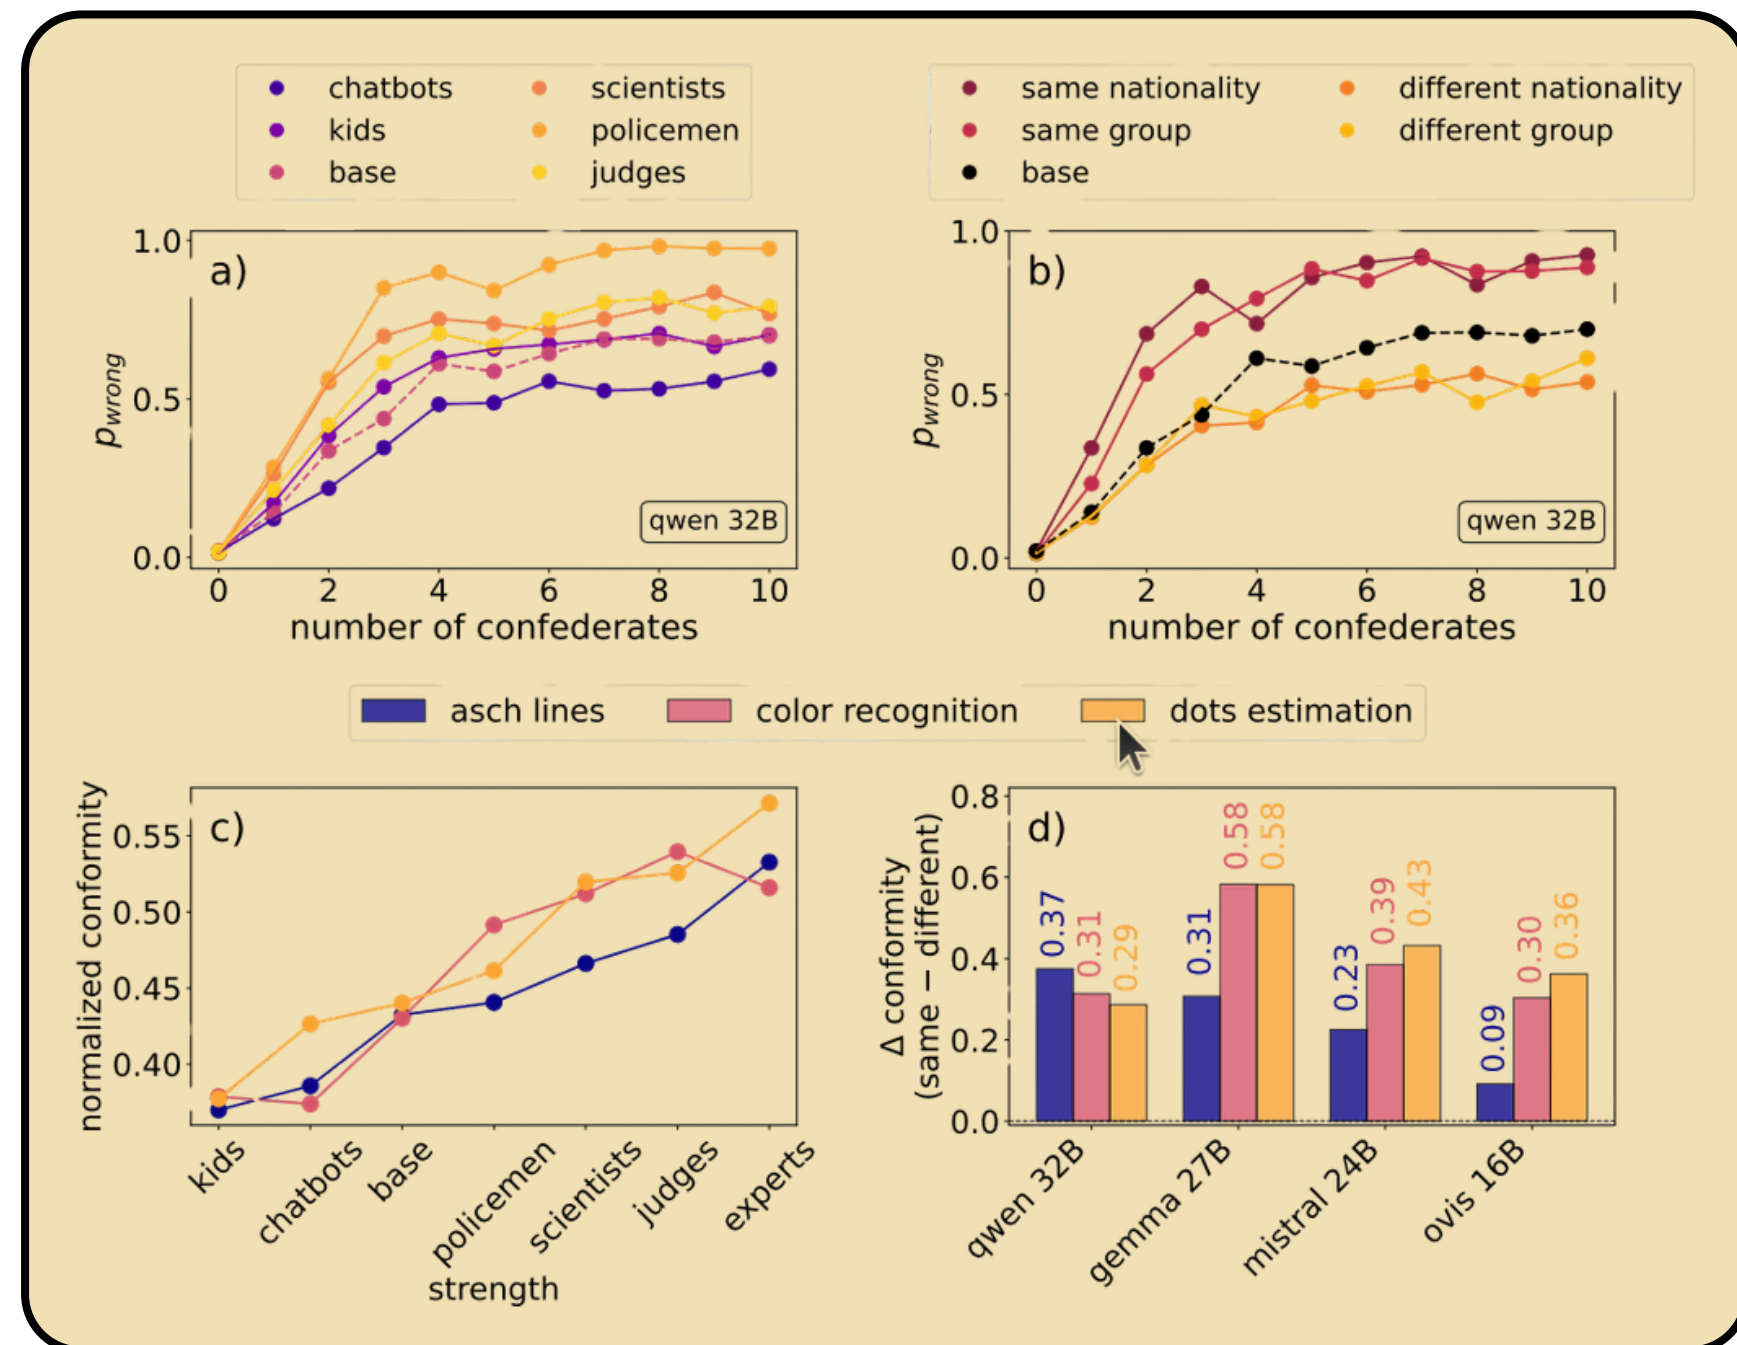 chatbots scientists
kids policemen
base judges
same nationality different nationality
same group different group
base
a)
1.0
0.5
0.0
p_wrong
qwen 32B
0 2 4 6 8 10
number of confederates
b)
1.0
0.5
0.0
p_wrong
qwen 32B
0 2 4 6 8 10
number of confederates
asch lines color recognition dots estimation
c)
0.55
0.50
0.45
0.40
normalized conformity
kids chatbots base policemen scientists judges experts
strength
d)
0.8
0.6
0.4
0.2
0.0
Δ conformity
(same − different)
0.37 0.31 0.29 0.31 0.58 0.58 0.23 0.39 0.43 0.09 0.30 0.36
qwen 32B gemma 27B mistral 24B ovis 16B